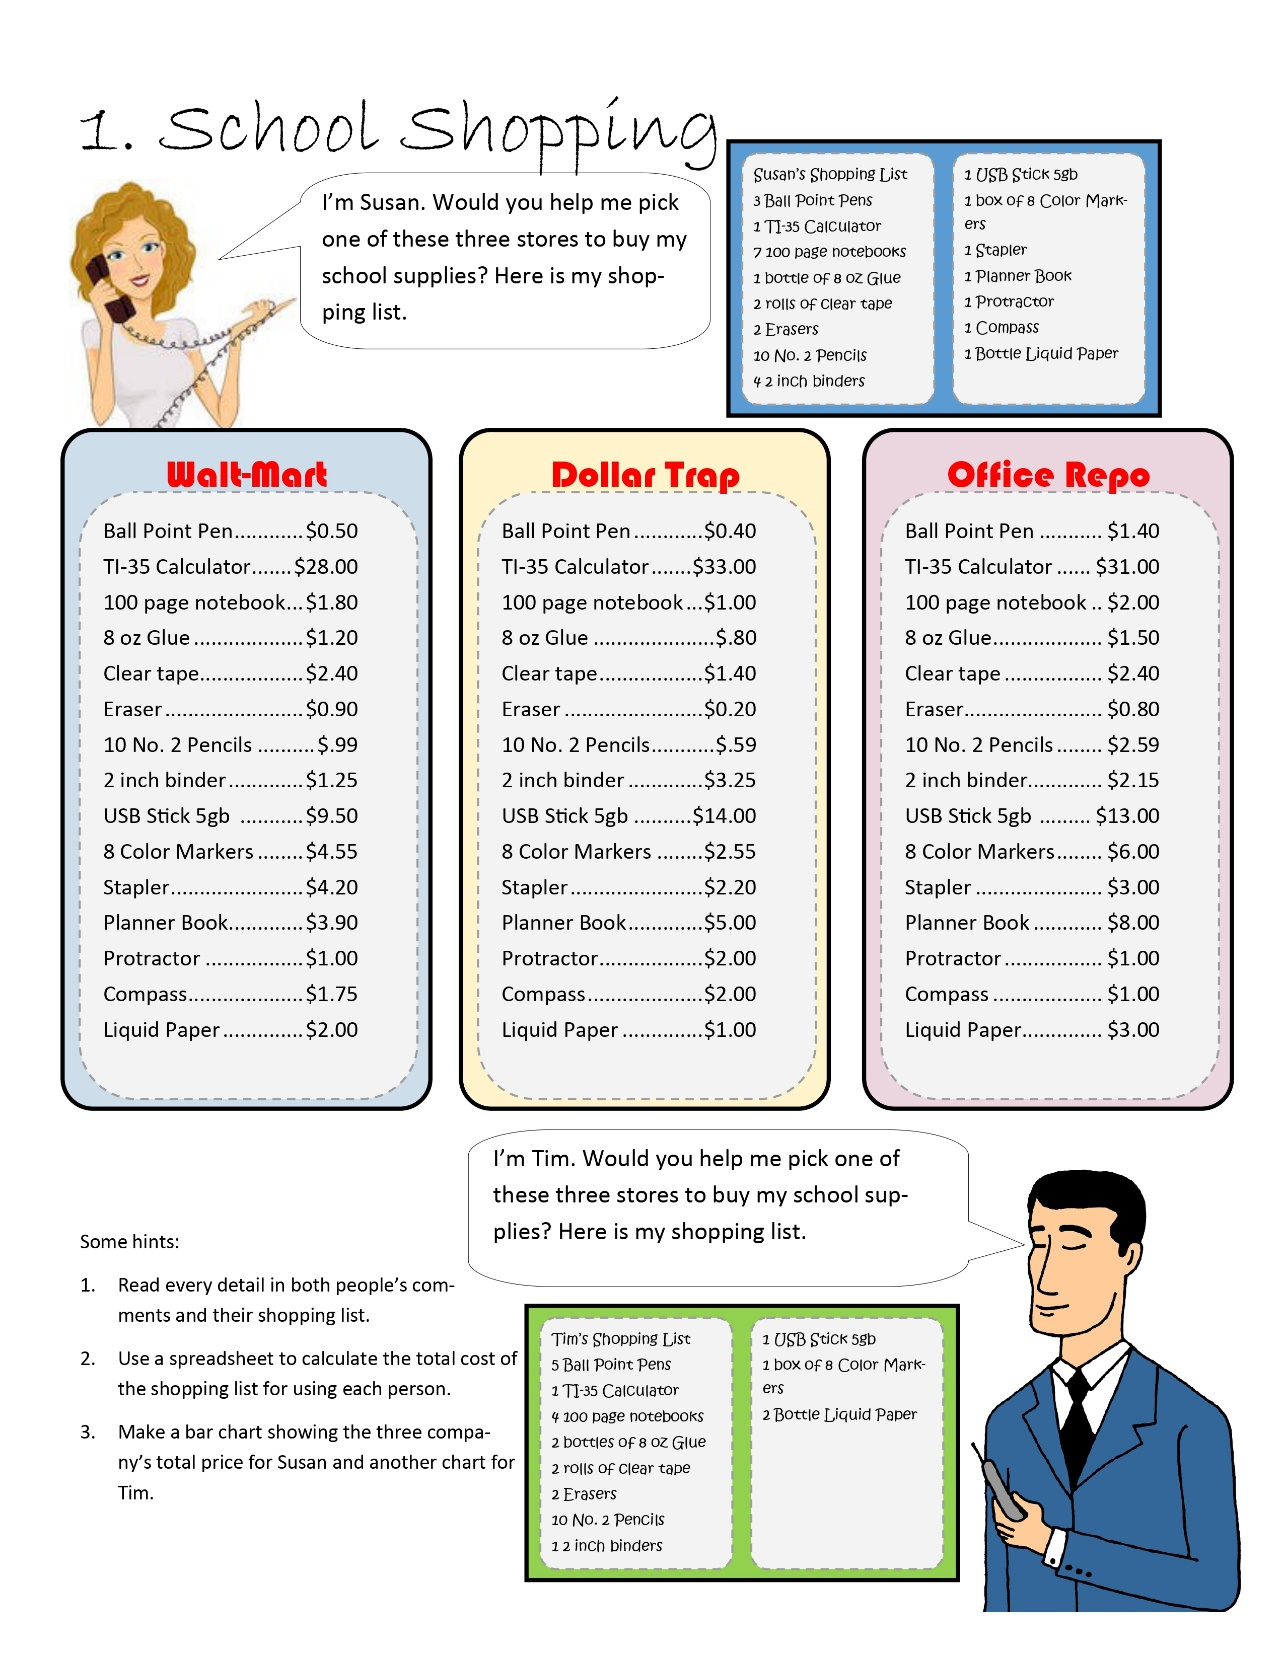 1. School Shopping
I'm Susan. Would you help me pick
one of these three stores to buy my
school supplies? Here is my shop-
ping list.
Susan's Shopping List
3 Ball Point Pens
1 TI-35 Calculator
7 100 page notebooks
1 bottle of 8 oz Glue
2 rolls of clear tape
2 Erasers
10 No. 2 Pencils
4 2 inch binders
1 USB Stick 5gb
1 box of 8 Color Mark-
ers
1 Stapler
1 Planner Book
1 Protractor
1 Compass
1 Bottle Liquid Paper
Walt-Mart
Ball Point Pen............$0.50
TI-35 Calculator.......$28.00
100 page notebook...$1.80
8 oz Glue ...................$1.20
Clear tape..................$2.40
Eraser ........................$0.90
10 No. 2 Pencils ..........$.99
2 inch binder.............$1.25
USB Stick 5gb ...........$9.50
8 Color Markers ........$4.55
Stapler.......................$4.20
Planner Book.............$3.90
Protractor .................$1.00
Compass....................$1.75
Liquid Paper..............$2.00
Dollar Trap
Ball Point Pen ............$0.40
TI-35 Calculator.......$33.00
100 page notebook...$1.00
8 oz Glue .....................$.80
Clear tape..................$1.40
Eraser ........................$0.20
10 No. 2 Pencils...........$.59
2 inch binder .............$3.25
USB Stick 5gb ..........$14.00
8 Color Markers ........$2.55
Stapler.......................$2.20
Planner Book.............$5.00
Protractor..................$2.00
Compass....................$2.00
Liquid Paper ..............$1.00
Office Repo
Ball Point Pen ........... $1.40
TI-35 Calculator ...... $31.00
100 page notebook .. $2.00
8 oz Glue................... $1.50
Clear tape ................. $2.40
Eraser........................ $0.80
10 No. 2 Pencils........ $2.59
2 inch binder............. $2.15
USB Stick 5gb ......... $13.00
8 Color Markers........ $6.00
Stapler ...................... $3.00
Planner Book ............ $8.00
Protractor ................. $1.00
Compass ................... $1.00
Liquid Paper.............. $3.00
I'm Tim. Would you help me pick one of
these three stores to buy my school sup-
plies? Here is my shopping list.
Some hints:
1. Read every detail in both people's com-
ments and their shopping list.
2. Use a spreadsheet to calculate the total cost of
the shopping list for using each person.
3. Make a bar chart showing the three compa-
ny's total price for Susan and another chart for
Tim.
Tim's Shopping List
5 Ball Point Pens
1 TI-35 Calculator
4 100 page notebooks
2 bottles of 8 oz Glue
2 rolls of clear tape
2 Erasers
10 No. 2 Pencils
1 2 inch binders
1 USB Stick 5gb
1 box of 8 Color Mark-
ers
2 Bottle Liquid Paper